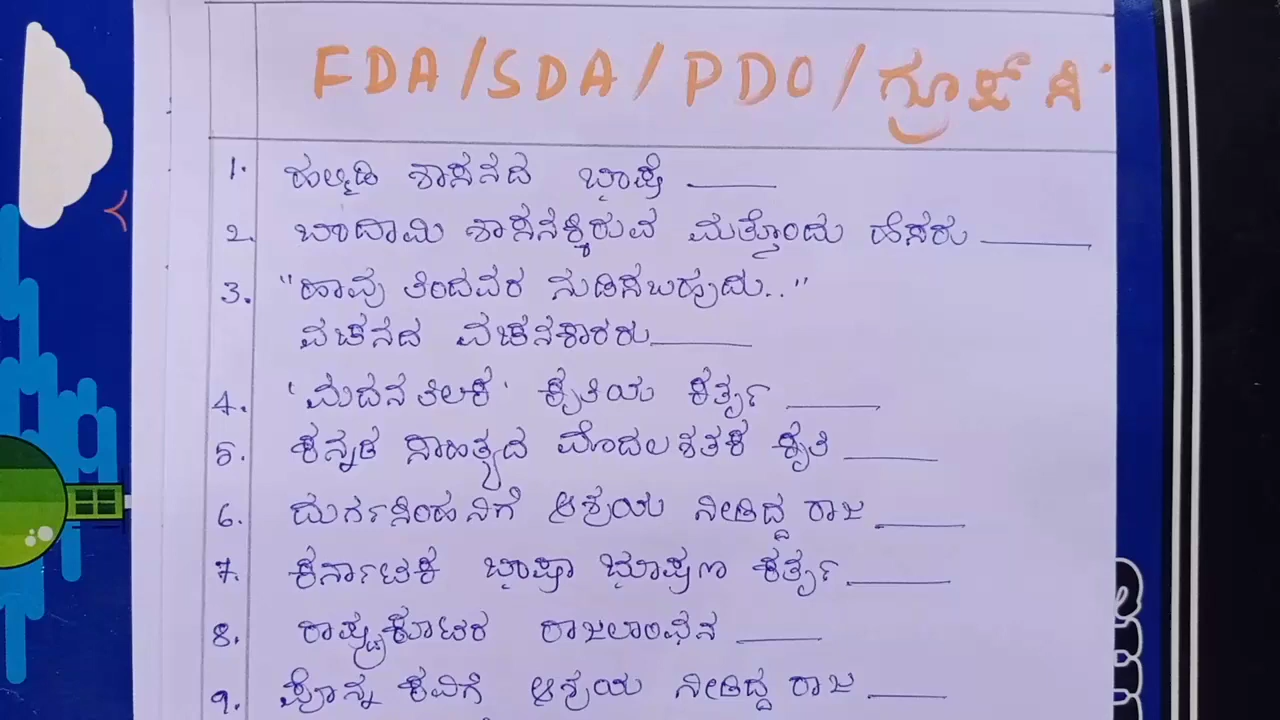 FDA/SDA/PDO/ಗ್ರೂಪ್ ಸಿ
1. ಹಲ್ಮಿಡಿ ಶಾಸನದ ಭಾಷೆ ____
2. ಬಾದಾಮಿ ಶಾಸನಕ್ಕಿರುವ ಮತ್ತೊಂದು ಹೆಸರು ____
3. "ಹಾವು ತಿಂದವರ ನುಡಿಸಬಹುದು.."
ವಚನದ ವಚನಕಾರರು ____
4. 'ಮದನ ತಿಲಕ' ಕೃತಿಯ ಕರ್ತೃ ____
5. ಕನ್ನಡ ಸಾಹಿತ್ಯದ ಮೊದಲ ಶತಕ ಕೃತಿ ____
6. ದುರ್ಗಸಿಂಹನಿಗೆ ಆಶ್ರಯ ನೀಡಿದ್ದ ರಾಜ ____
7. ಕರ್ನಾಟಕ ಭಾಷಾ ಭೂಷಣ ಕರ್ತೃ ____
8. ರಾಷ್ಟ್ರಕೂಟರ ರಾಜಲಾಂಛನ ____
9. ಪೊನ್ನ ಕವಿಗೆ ಆಶ್ರಯ ನೀಡಿದ್ದ ರಾಜ ____